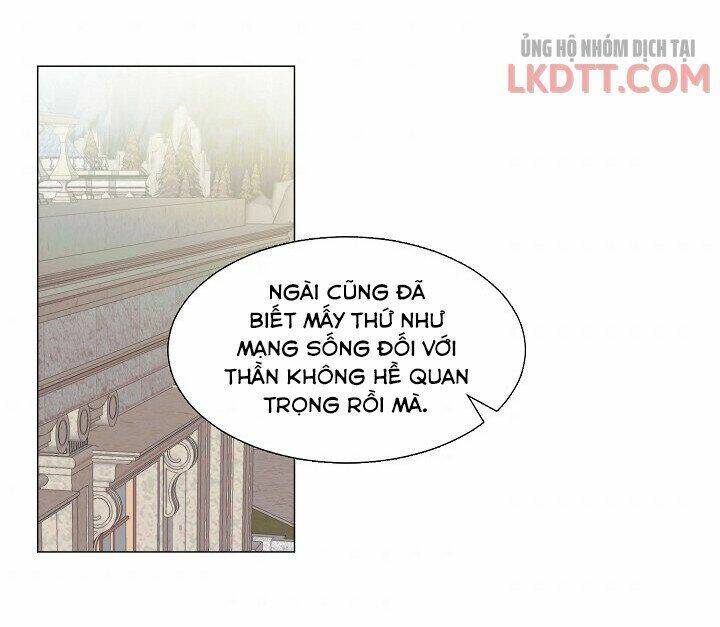 ỦNG HỘ NHÓM DỊCH TẠI
LKDTT.COM
NGÀI CŨNG ĐÃ
BIẾT MẤY THỨ NHƯ
MẠNG SỐNG ĐỐI VỚI
THẦN KHÔNG HỀ QUAN
TRỌNG RỒI MÀ.